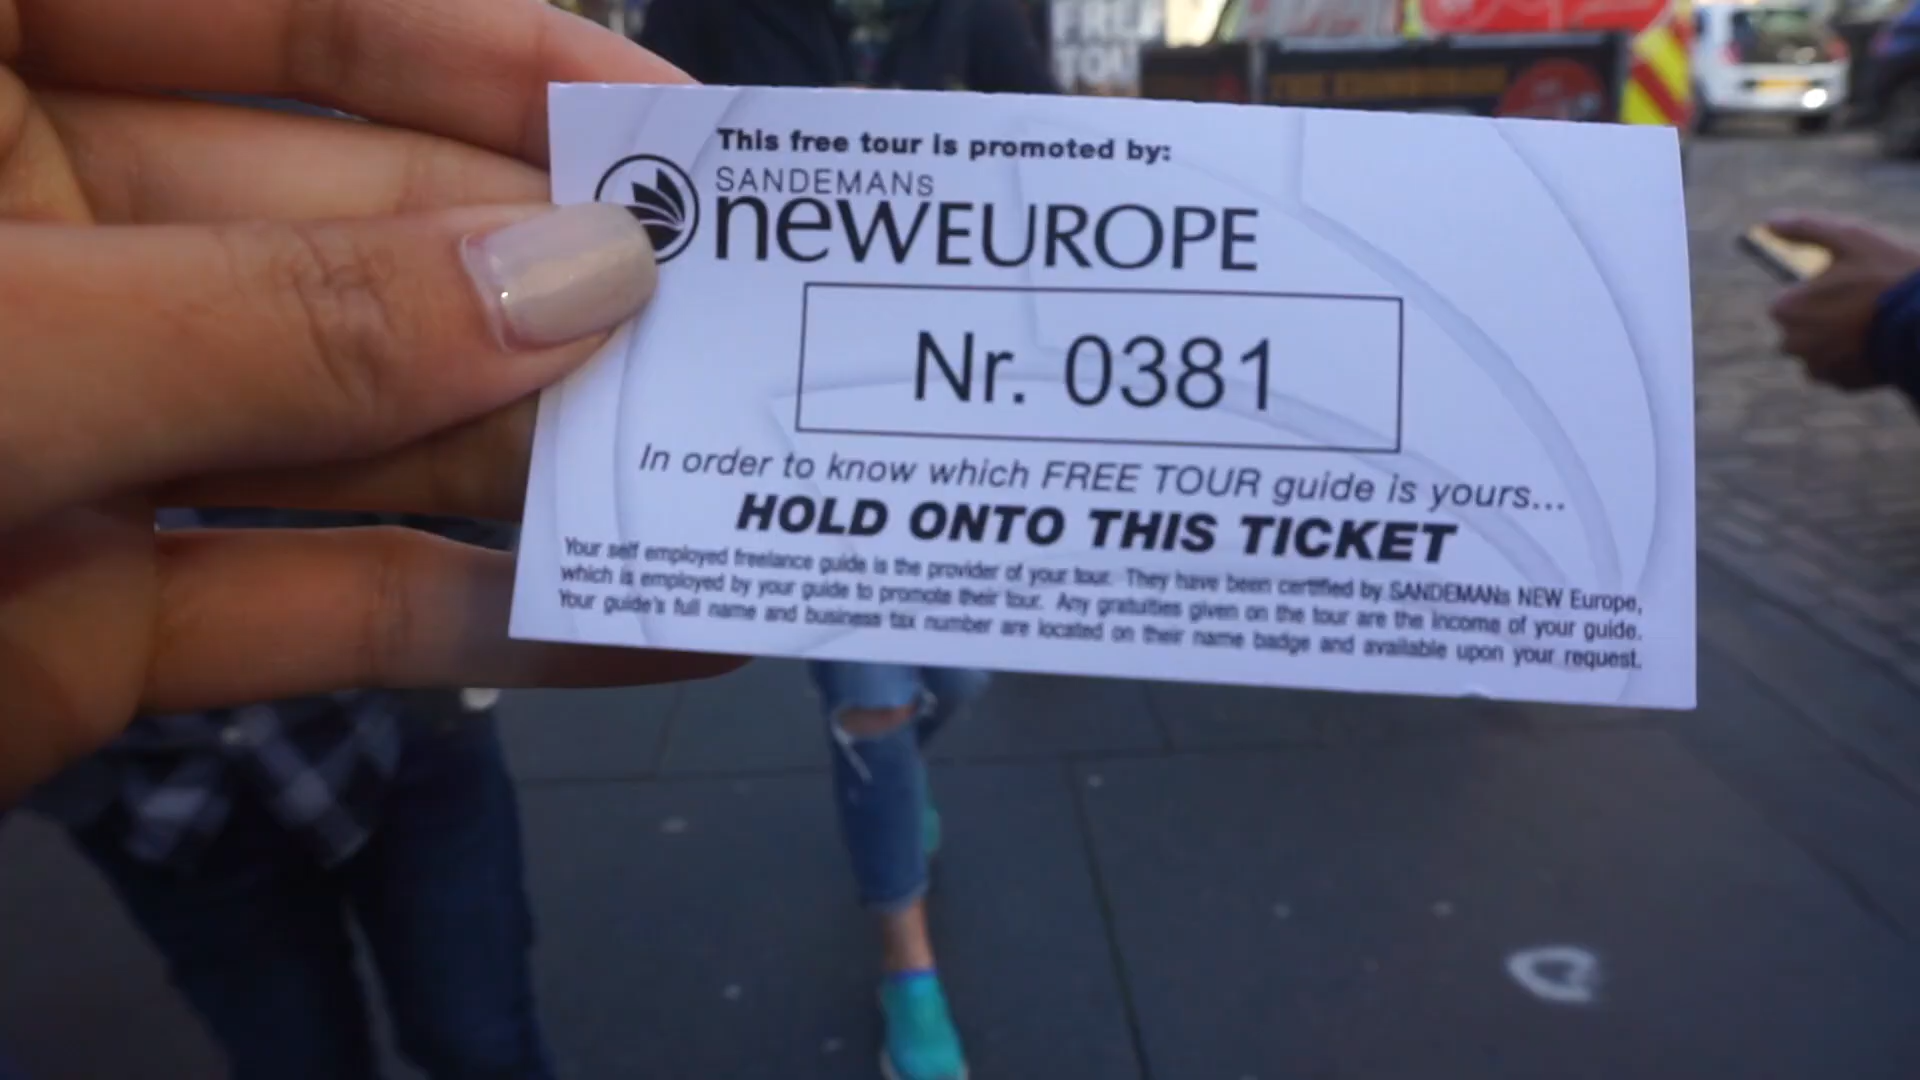 This free tour is promoted by:
SANDEMANs
newEUROPE
Nr. 0381
In order to know which FREE TOUR guide is yours...
HOLD ONTO THIS TICKET
Your self employed freelance guide is the provider of your tour. They have been certified by SANDEMANs NEW Europe,
which is employed by your guide to promote their tour. Any gratuities given on the tour are the income of your guide.
Your guide's full name and business tax number are located on their name badge and available upon your request.